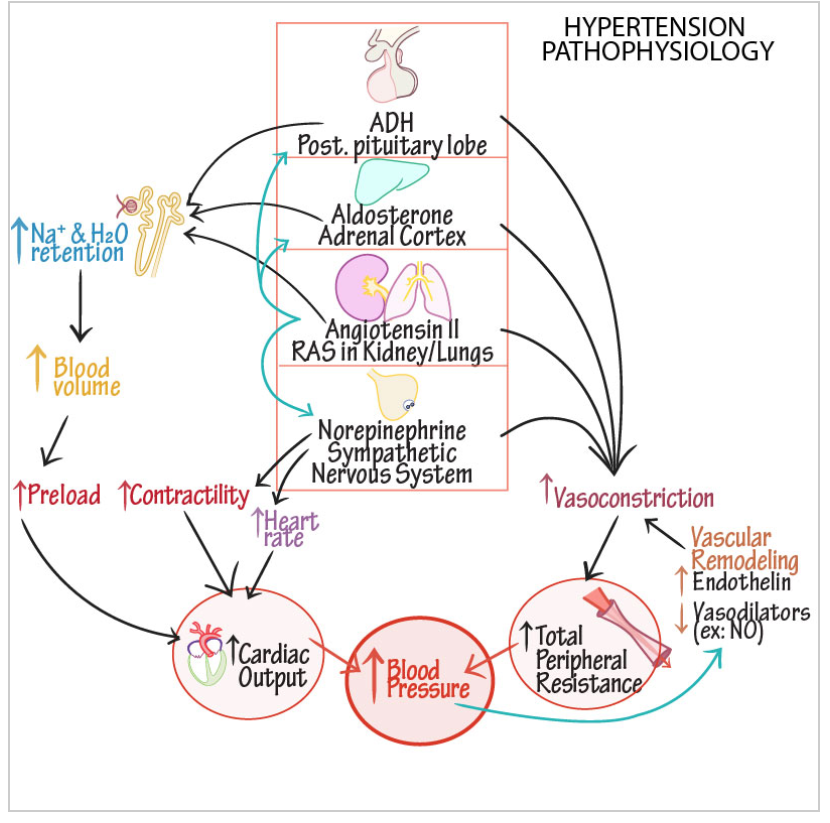 HYPERTENSION
PATHOPHYSIOLOGY
ADH
Post. pituitary lobe
Aldosterone
Adrenal Cortex
Angiotensin II
RAS in Kidney/Lungs
Norepinephrine
Sympathetic
Nervous System
↑Na⁺ & H₂O
retention
↑Blood
volume
↑Preload
↑Contractility
↑Heart
rate
↑Vasoconstriction
Vascular
Remodeling
↑Endothelin
↓Vasodilators
(ex: NO)
↑Cardiac
Output
↑Blood
Pressure
↑Total
Peripheral
Resistance